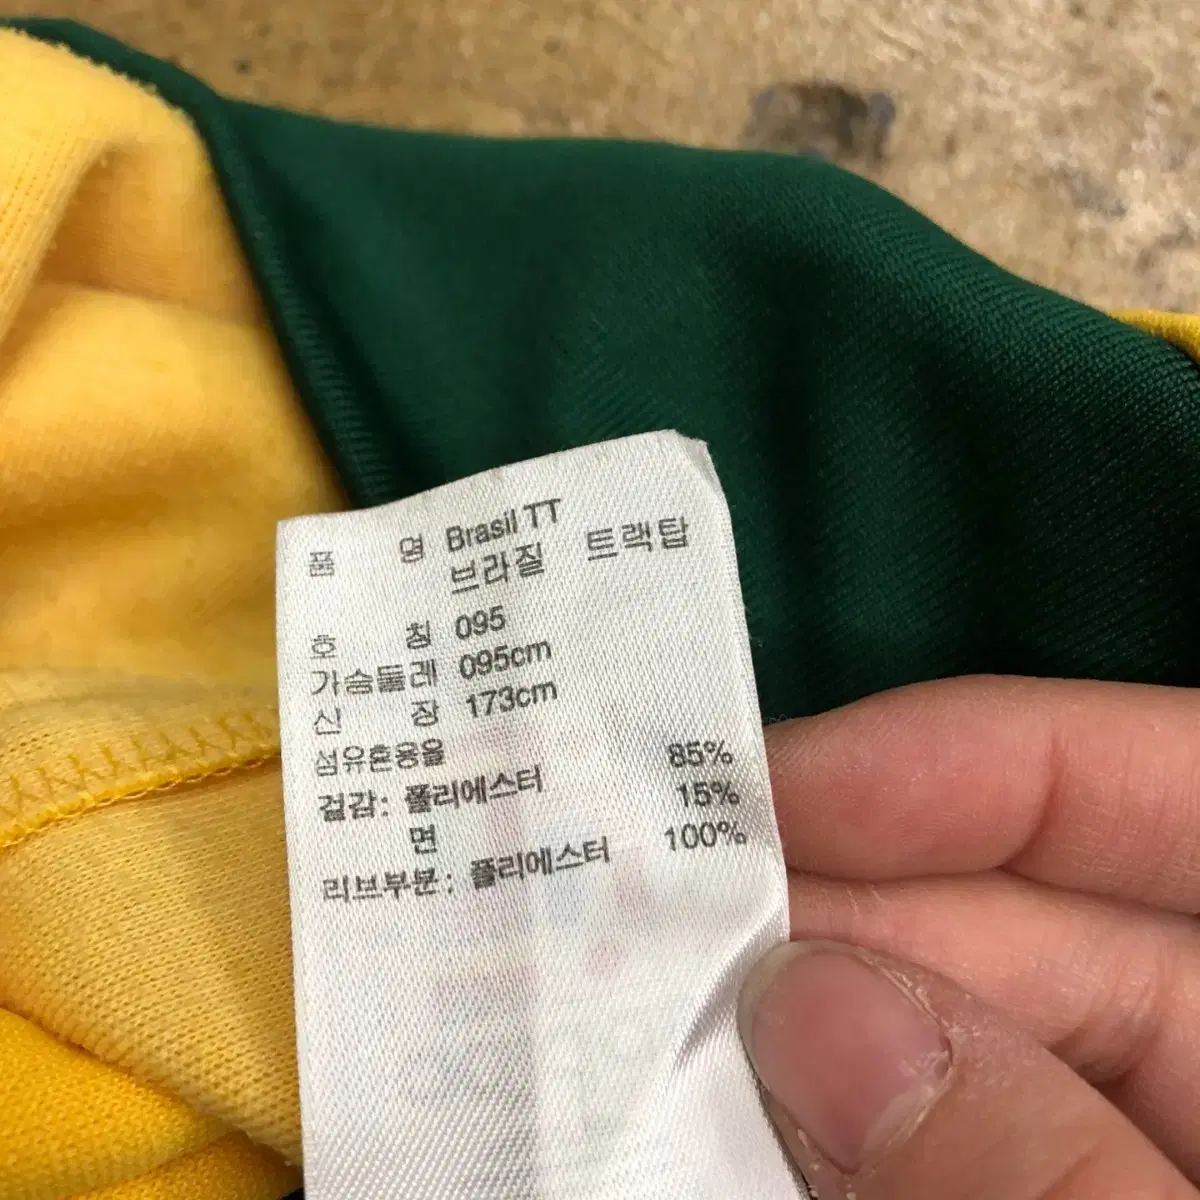 품 명 Brasil TT
브라질 트랙탑
호 칭 095
가슴둘레 095cm
신 장 173cm
섬유혼용율
겉감: 폴리에스터 85%
면 15%
리브부분: 폴리에스터 100%